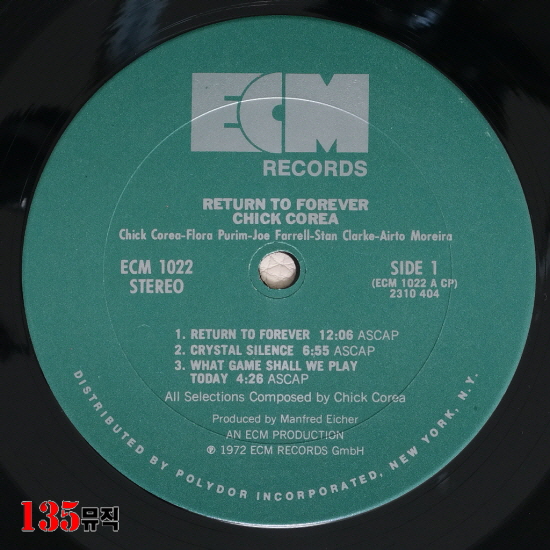 ECM
RECORDS
RETURN TO FOREVER
CHICK COREA
Chick Corea-Flora Purim-Joe Farrell-Stan Clarke-Airto Moreira
ECM 1022
STEREO
SIDE 1
(ECM 1022 A CP)
2310 404
1. RETURN TO FOREVER 12:06 ASCAP
2. CRYSTAL SILENCE 6:55 ASCAP
3. WHAT GAME SHALL WE PLAY
TODAY 4:26 ASCAP
All Selections Composed by Chick Corea
Produced by Manfred Eicher
AN ECM PRODUCTION
℗ 1972 ECM RECORDS GmbH
DISTRIBUTED BY POLYDOR INCORPORATED, NEW YORK, N.Y.
135뮤직